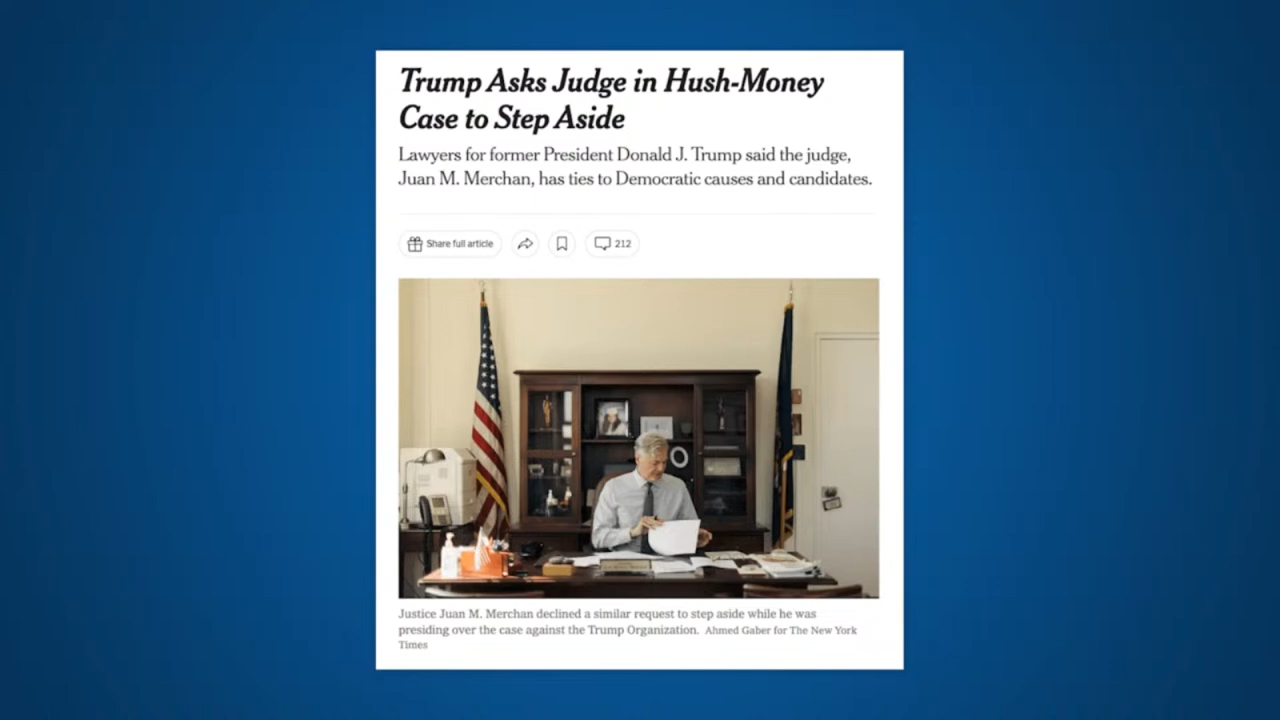 Trump Asks Judge in Hush-Money
Case to Step Aside
Lawyers for former President Donald J. Trump said the judge,
Juan M. Merchan, has ties to Democratic causes and candidates.
Share full article
212
Justice Juan M. Merchan declined a similar request to step aside while he was
presiding over the case against the Trump Organization. Ahmed Gaber for The New York
Times